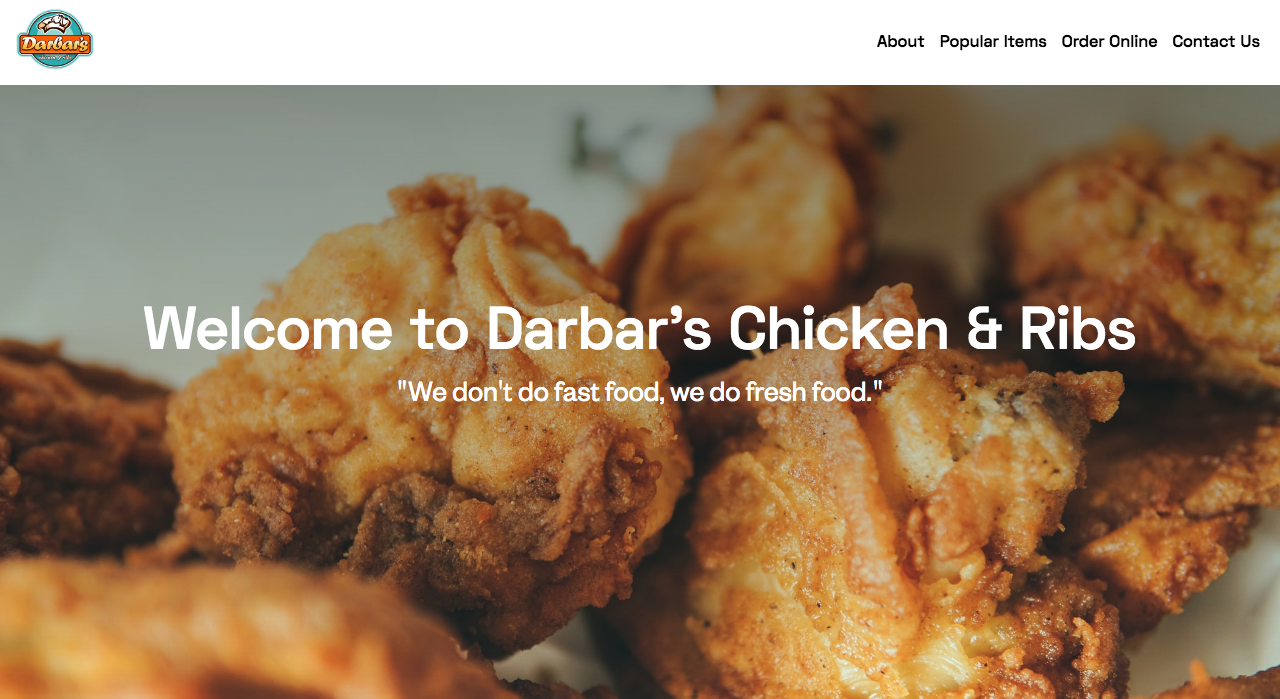 Darbar's
About Popular Items Order Online Contact Us
Welcome to Darbar’s Chicken & Ribs
"We don't do fast food, we do fresh food."